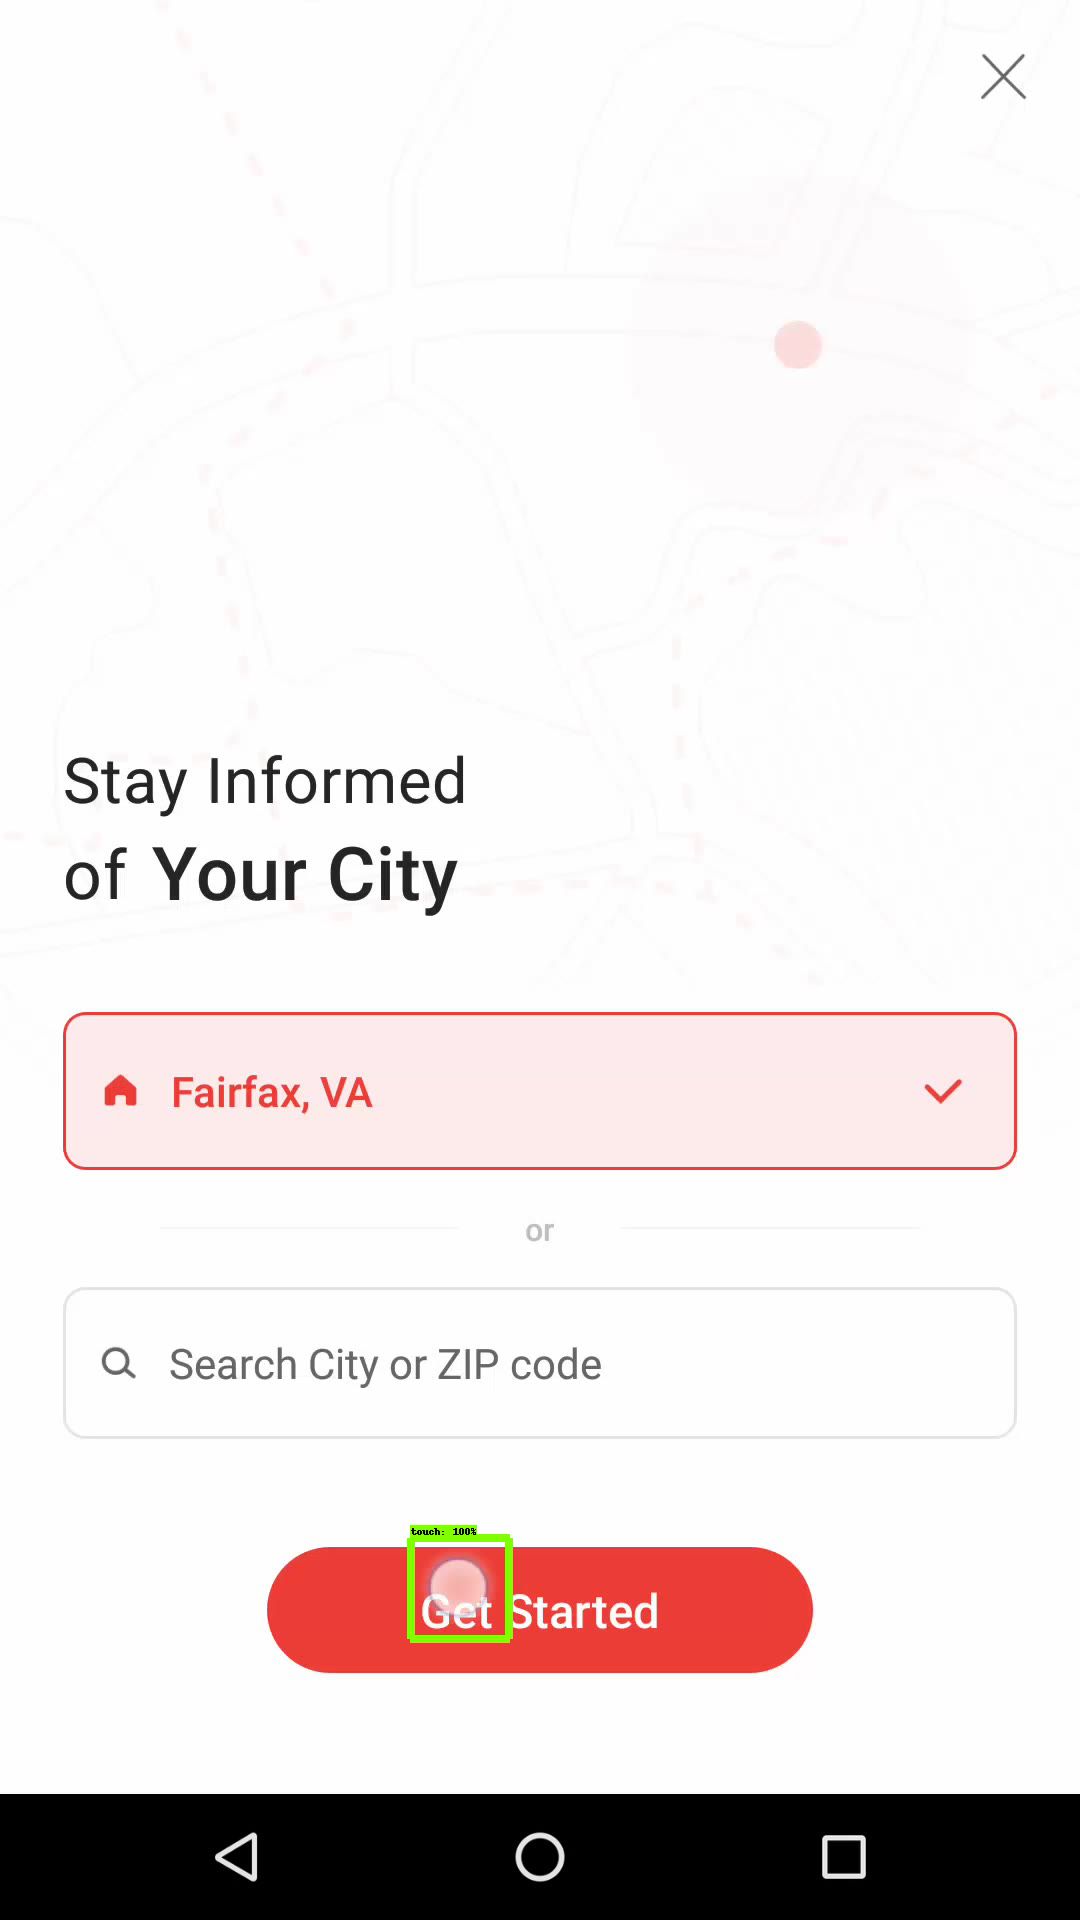 Stay Informed
of Your City
Fairfax, VA
or
Search City or ZIP code
touch: 100%
Get Started